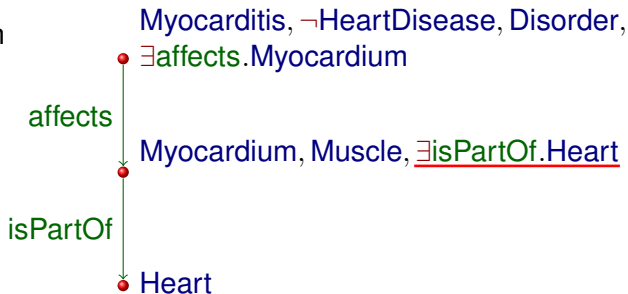 Myocarditis, ¬HeartDisease, Disorder,
n
∃affects.Myocardium
affects
Myocardium, Muscle, ∃isPartOf.Heart
isPartOf
Heart